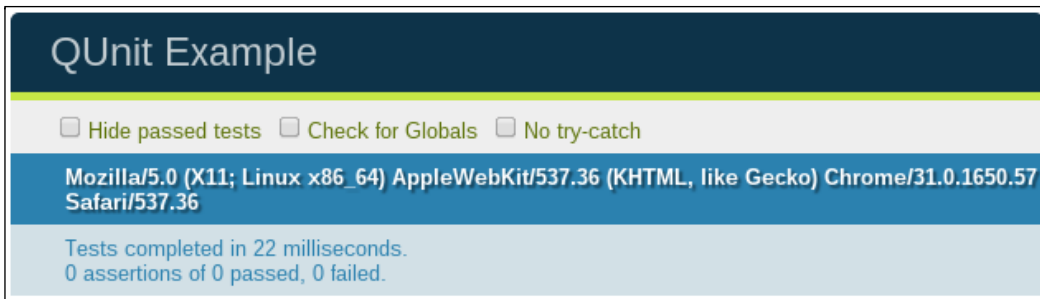 QUnit Example
Hide passed tests Check for Globals No try-catch
Mozilla/5.0 (X11; Linux x86_64) AppleWebKit/537.36 (KHTML, like Gecko) Chrome/31.0.1650.57
Safari/537.36
Tests completed in 22 milliseconds.
0 assertions of 0 passed, 0 failed.